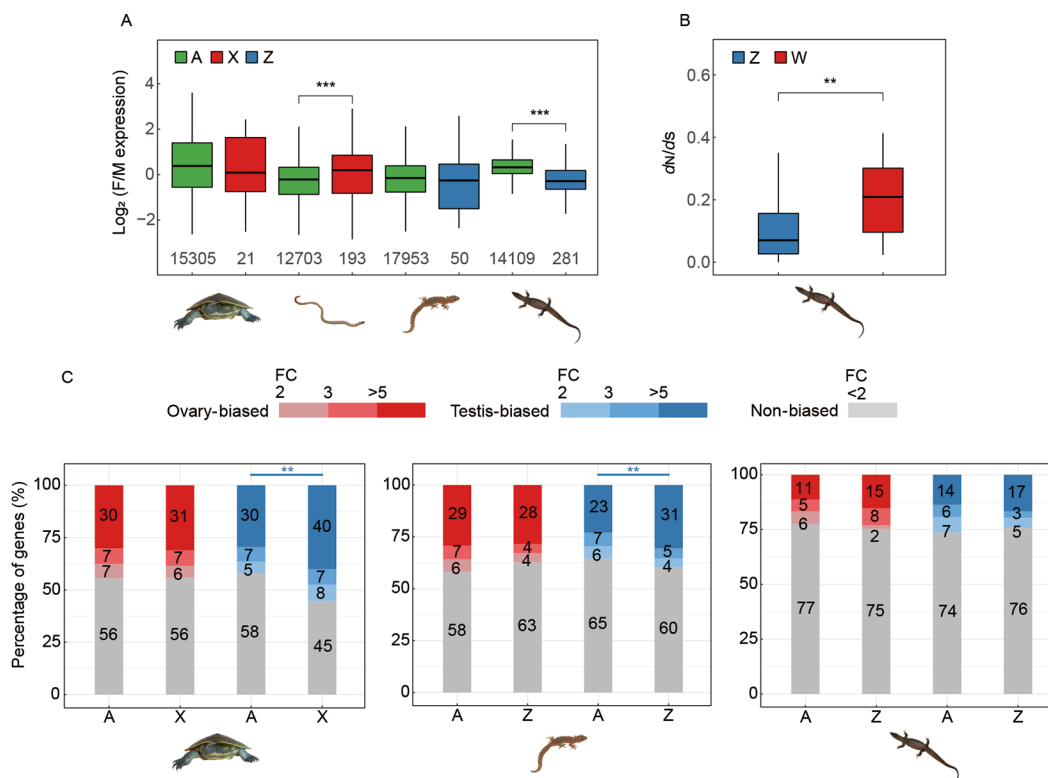 A
A X Z
Log₂ (F/M expression)
4
2
0
−2
***
***
15305 21 12703 193 17953 50 14109 281
B
Z W
dN/ds
0.6
0.4
0.2
0.0
**
C
FC FC FC
2 3 >5 2 3 >5 <2
Ovary-biased Testis-biased Non-biased
Percentage of genes (%)
100
75
50
25
0
**
30 31 30 40
7 7 7 7
7 6 5 8
56 56 58 45
A X A X
100
75
50
25
0
**
29 28 23 31
7 4 7 5
6 4 6 4
58 63 65 60
A Z A Z
100
75
50
25
0
11 15 14 17
5 8 6 3
6 2 7 5
77 75 74 76
A Z A Z